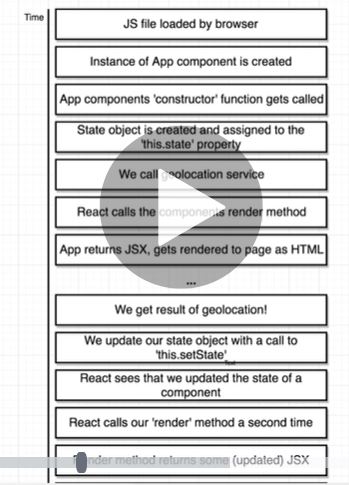 Time
JS file loaded by browser
Instance of App component is created
App components 'constructor' function gets called
State object is created and assigned to the
'this.state' property
We call geolocation service
React calls the components render method
App returns JSX, gets rendered to page as HTML
...
We get result of geolocation!
We update our state object with a call to
'this.setState'
React sees that we updated the state of a
component
React calls our 'render' method a second time
Render method returns some (updated) JSX